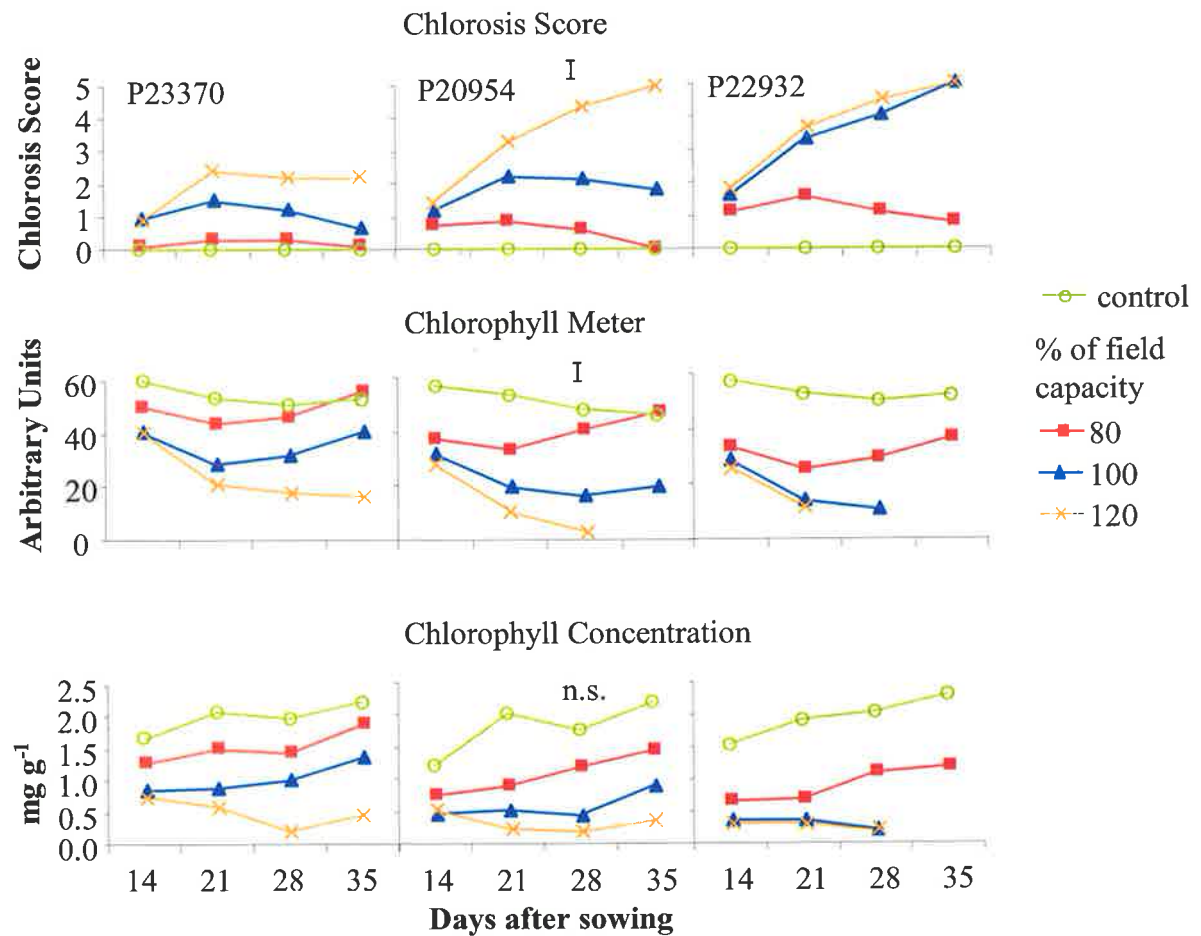 Chlorosis Score
Chlorosis Score
5
4
3
2
1
0
P23370
P20954
P22932
I
Chlorophyll Meter
Arbitrary Units
60
40
20
0
I
control
% of field
capacity
80
100
120
Chlorophyll Concentration
mg g-1
2.5
2.0
1.5
1.0
0.5
0.0
n.s.
14 21 28 35 14 21 28 35 14 21 28 35
Days after sowing